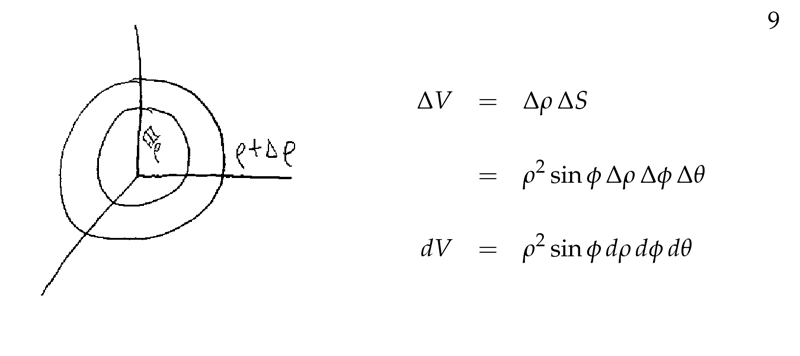 9
ΔV = Δρ ΔS
ρ
ρ+Δρ
= ρ² sin ϕ Δρ Δϕ Δθ
dV = ρ² sin ϕ dρ dϕ dθ